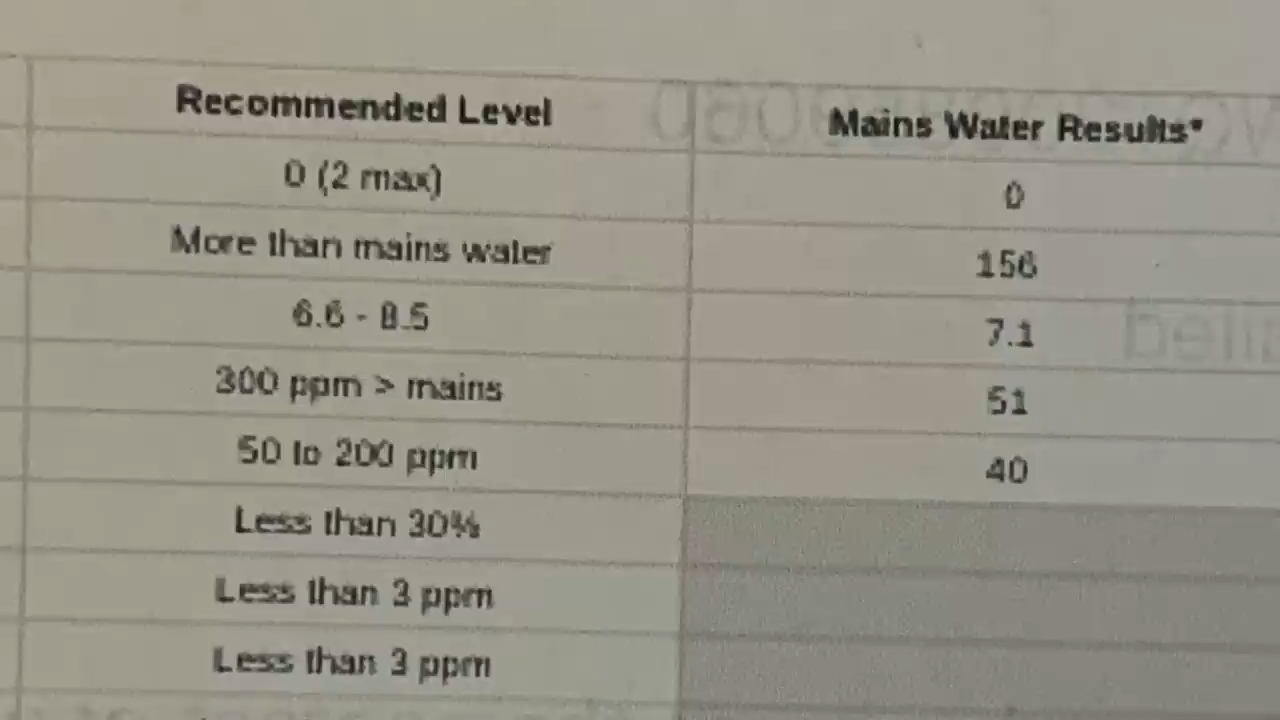 Recommended Level Mains Water Results*
0 (2 max) 0
More than mains water 156
6.6 - 8.5 7.1
300 ppm > mains 51
50 to 200 ppm 40
Less than 30%
Less than 3 ppm
Less than 3 ppm